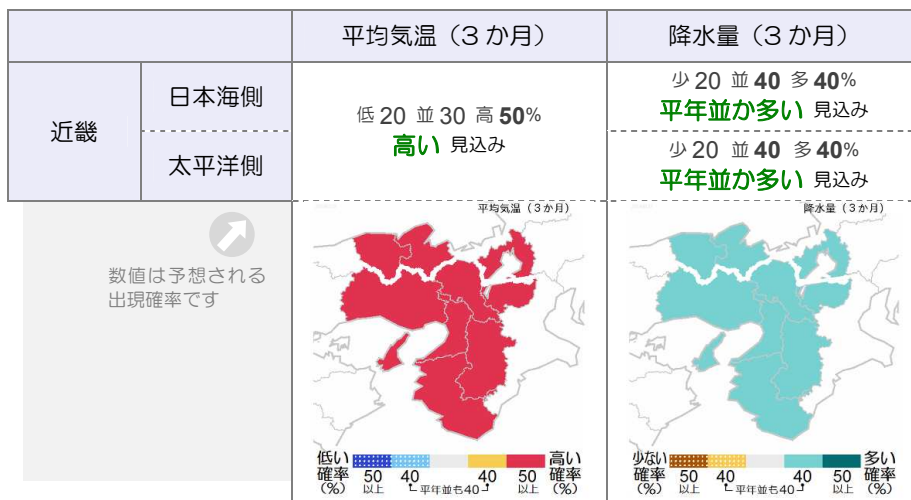 平均気温（3か月）
降水量（3か月）
近畿
日本海側
太平洋側
低 20 並 30 高 50%
高い 見込み
少 20 並 40 多 40%
平年並か多い 見込み
少 20 並 40 多 40%
平年並か多い 見込み
数値は予想される
出現確率です
平均気温（3か月）
降水量（3か月）
低い
確率
(%)
50
以上
40
平年並も40
40
50
以上
高い
確率
(%)
少ない
確率
(%)
50
以上
40
平年並も40
40
50
以上
多い
確率
(%)